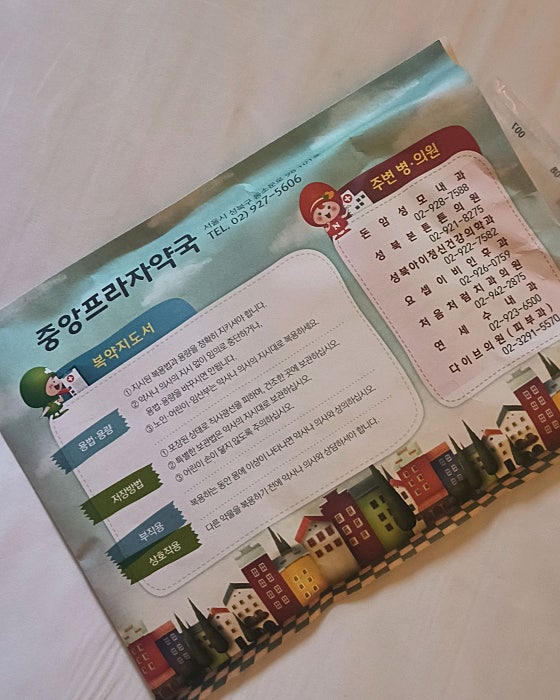 중앙프라자약국
서울시 성북구 동소문로
TEL. 02) 927-5606
복약지도서
용법·용량
① 지시된 복용법과 용량을 정확히 지키셔야 합니다.
② 약사나 의사의 지시 없이 임의로 중단하거나,
용법·용량을 바꾸시면 안됩니다.
③ 노인·어린이·임산부는 약사나 의사의 지시대로 복용하세요
저장방법
① 포장된 상태로 직사광선을 피하며, 건조한 곳에 보관하십시오.
② 특별한 보관법은 약사의 지시대로 보관하십시오.
③ 어린이 손이 닿지 않도록 주의하십시오.
부작용
복용하는 동안 몸에 이상이 나타나면 약사나 의사와 상의하십시오.
상호작용
다른 약물을 복용하기 전에 약사나 의사와 상담하셔야 합니다.
주변 병·의원
돈암성모내과
02-928-7588
성북본튼튼의원
02-921-8275
성북아이정신건강의학과
02-922-7582
요셉이비인후과
02-926-0759
처음처럼치과의원
02-942-2875
연세수내과
02-923-6500
다이브의원(피부과)
02-3291-5570